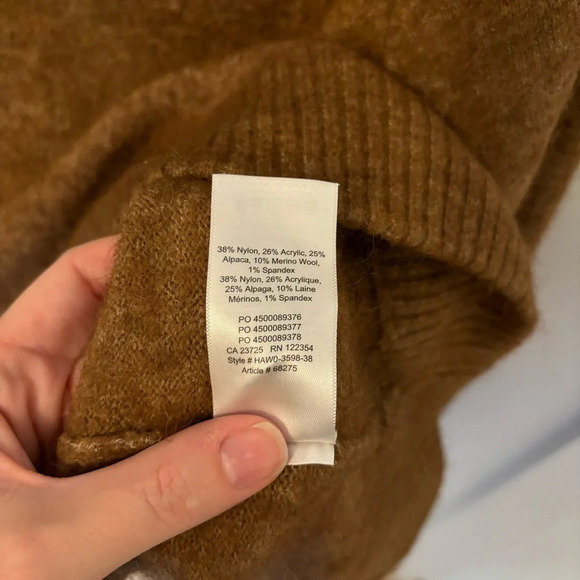 38% Nylon, 26% Acrylic, 25%
Alpaca, 10% Merino Wool,
1% Spandex
38% Nylon, 26% Acrylique,
25% Alpaga, 10% Laine
Mérinos, 1% Spandex
PO 4500089376
PO 4500089377
PO 4500089378
CA 23725 RN 122354
Style # HAW0-3598-38
Article # 68275